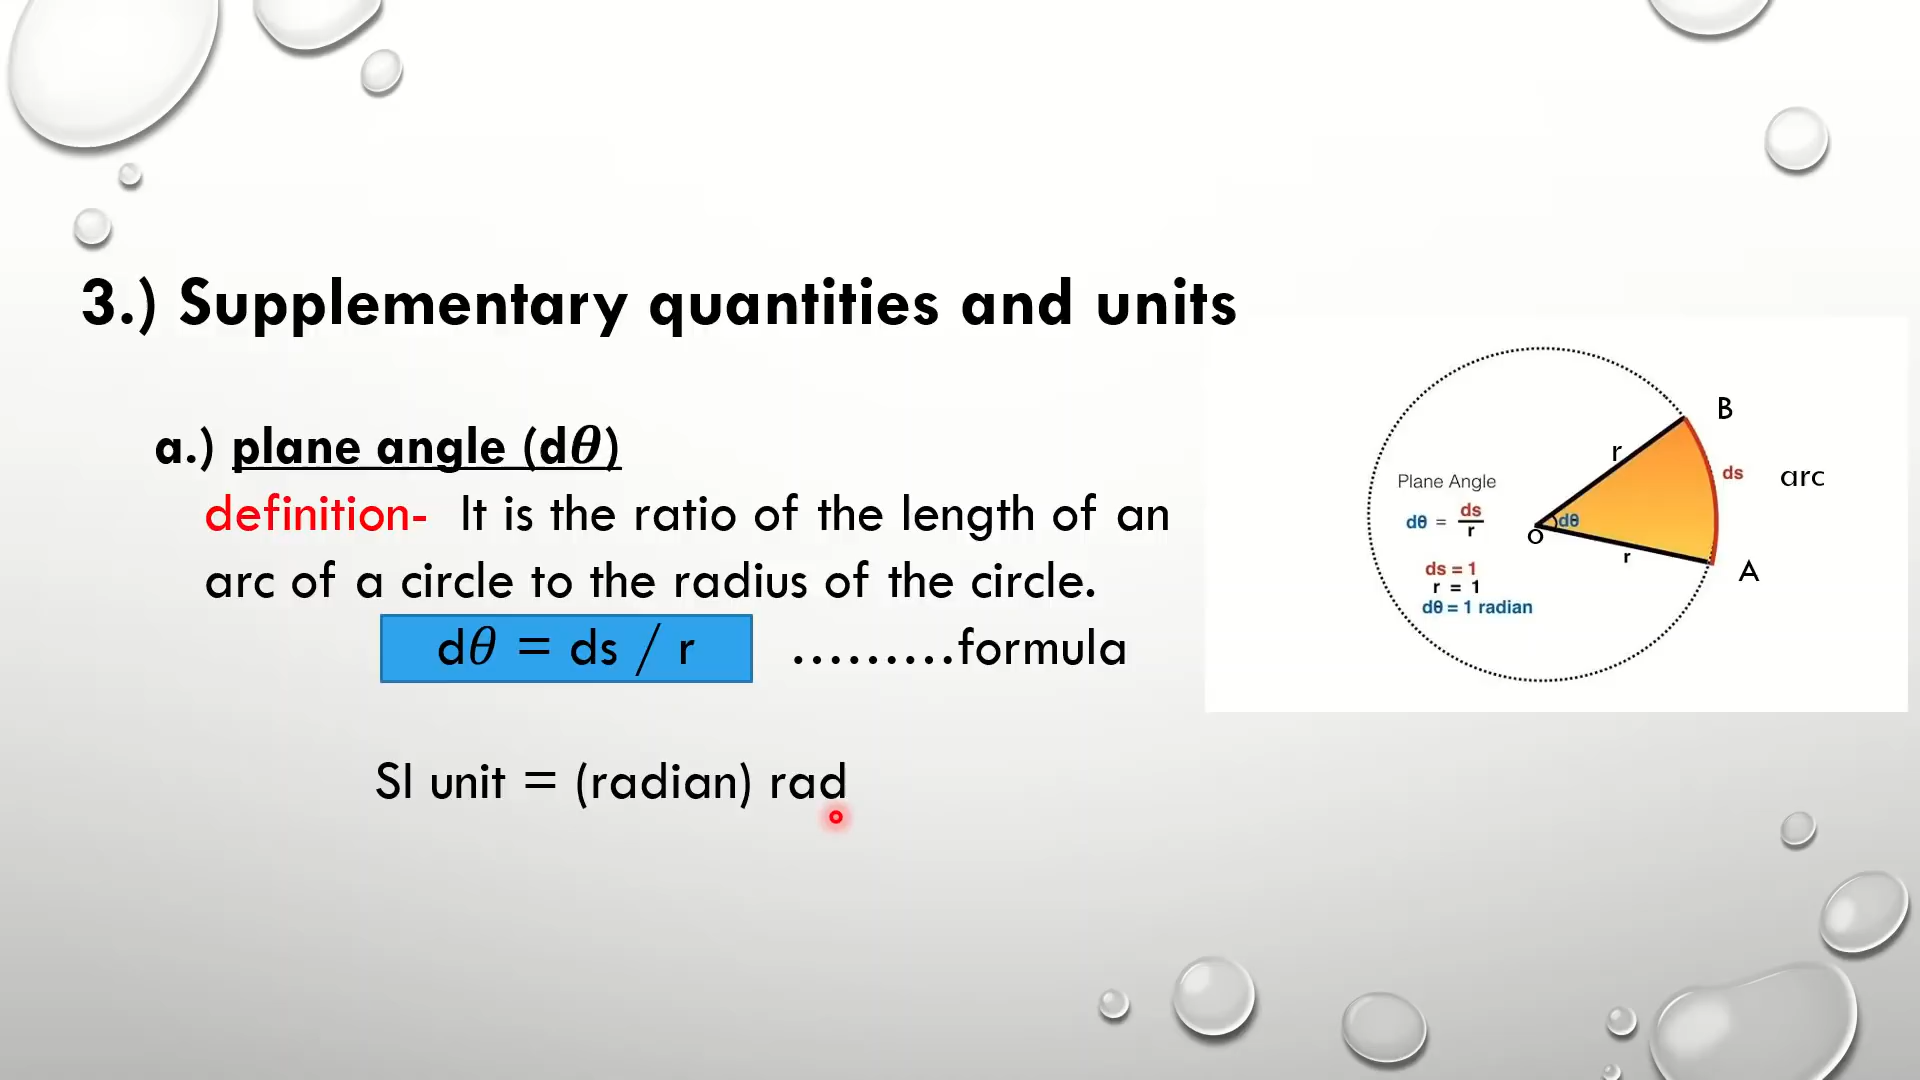 3.) Supplementary quantities and units
a.) plane angle (d𝜃)
definition- It is the ratio of the length of an
arc of a circle to the radius of the circle.
d𝜃 = ds / r ………formula
SI unit = (radian) rad
B
r
ds arc
Plane Angle
dθ = ds/r
dθ
O
r
A
ds = 1
r = 1
dθ = 1 radian